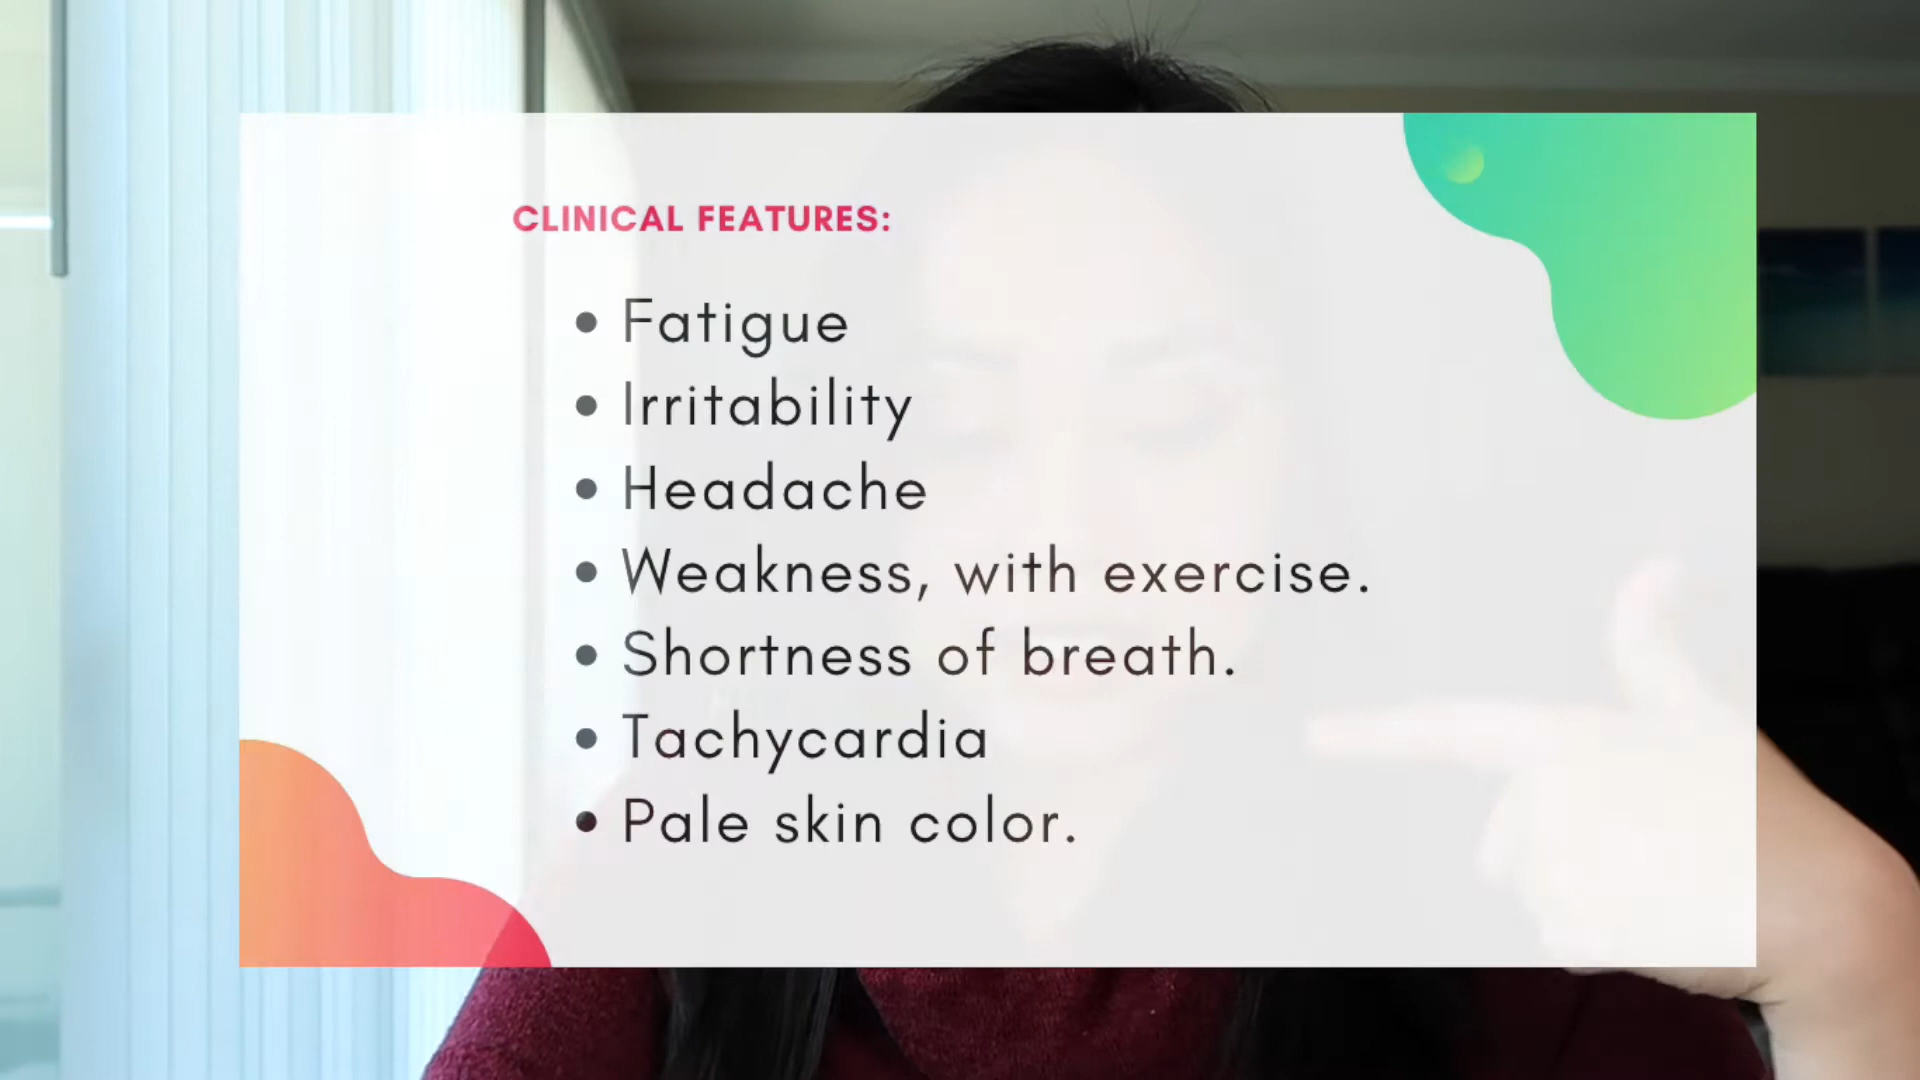 CLINICAL FEATURES:
• Fatigue
• Irritability
• Headache
• Weakness, with exercise.
• Shortness of breath.
• Tachycardia
• Pale skin color.